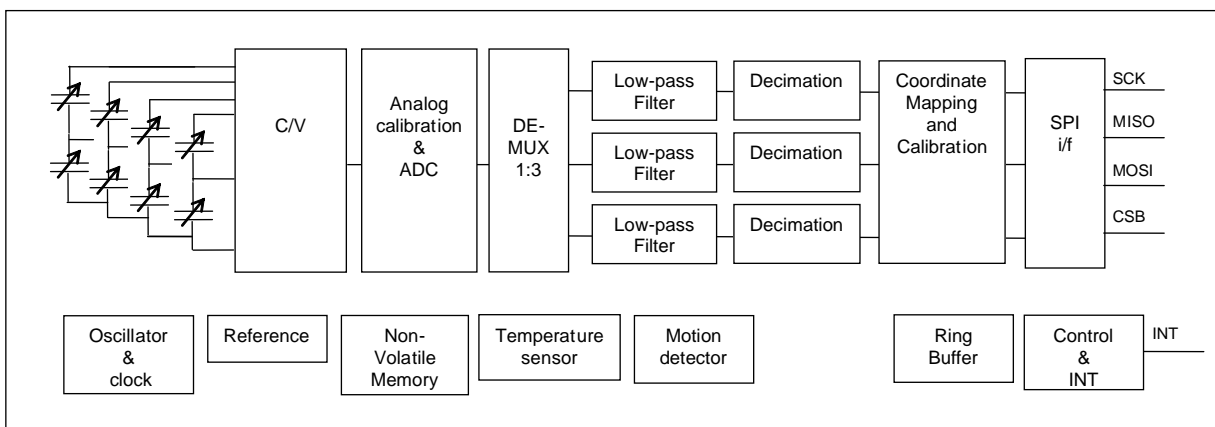 C/V
Analog
calibration
&
ADC
DE-
MUX
1:3
Low-pass
Filter
Decimation
Low-pass
Filter
Decimation
Low-pass
Filter
Decimation
Coordinate
Mapping
and
Calibration
SPI
i/f
SCK
MISO
MOSI
CSB
Oscillator
&
clock
Reference
Non-
Volatile
Memory
Temperature
sensor
Motion
detector
Ring
Buffer
Control
&
INT
INT